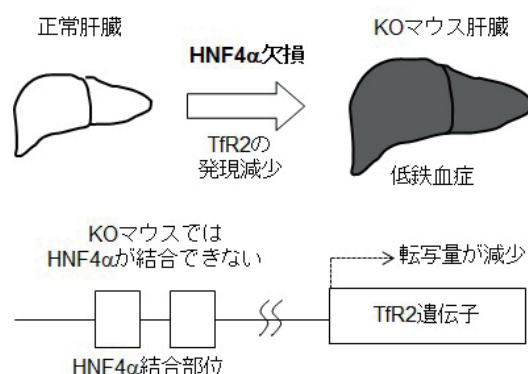 正常肝臓
KOマウス肝臓
HNF4α欠損
TfR2の
発現減少
低鉄血症
KOマウスでは
HNF4αが結合できない
転写量が減少
TfR2遺伝子
HNF4α結合部位